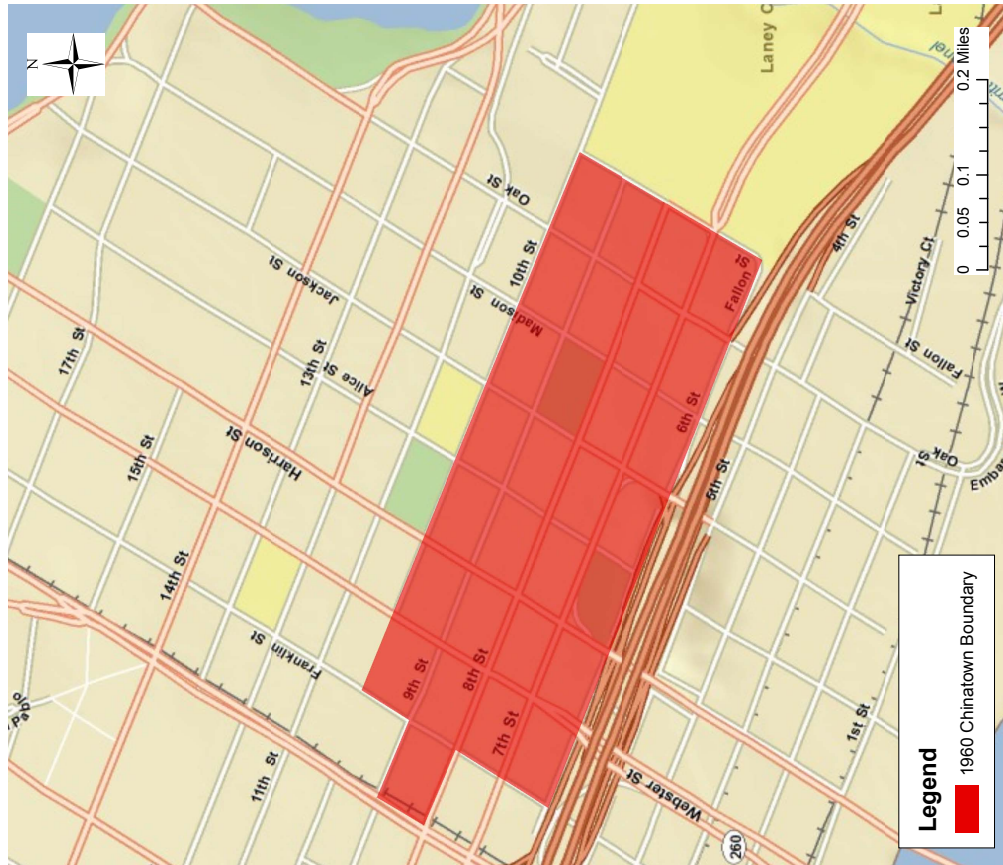 N
Laney C
L
nel
17th St
15th St
14th St
13th St
11th St
10th St
9th St
8th St
7th St
6th St
5th St
4th St
1st St
Jackson St
Alice St
Harrison St
Franklin St
Madison St
Oak St
Fallon St
Fallon St
Victory Ct
Oak St
Embar
Webster St
260
Pablo
0 0.05 0.1 0.2 Miles
Legend
1960 Chinatown Boundary